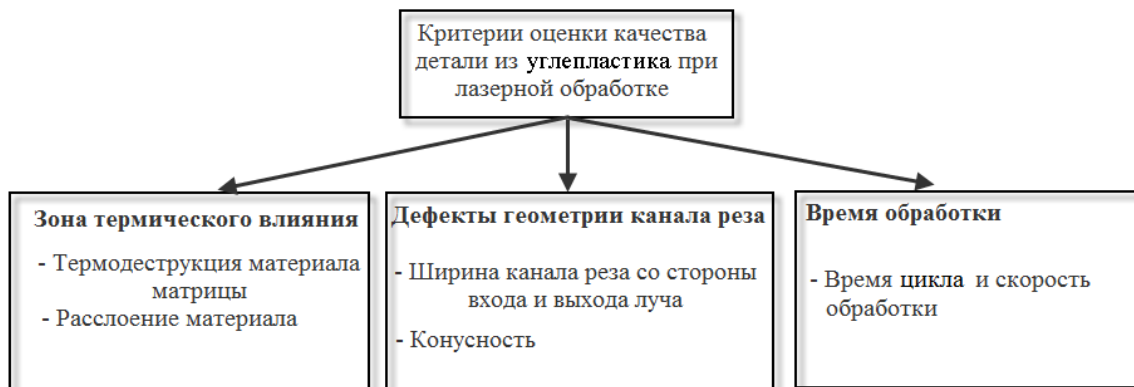 Критерии оценки качества
детали из углепластика при
лазерной обработке
Зона термического влияния
- Термодеструкция материала
матрицы
- Расслоение материала
Дефекты геометрии канала реза
- Ширина канала реза со стороны
входа и выхода луча
- Конусность
Время обработки
- Время цикла и скорость
обработки